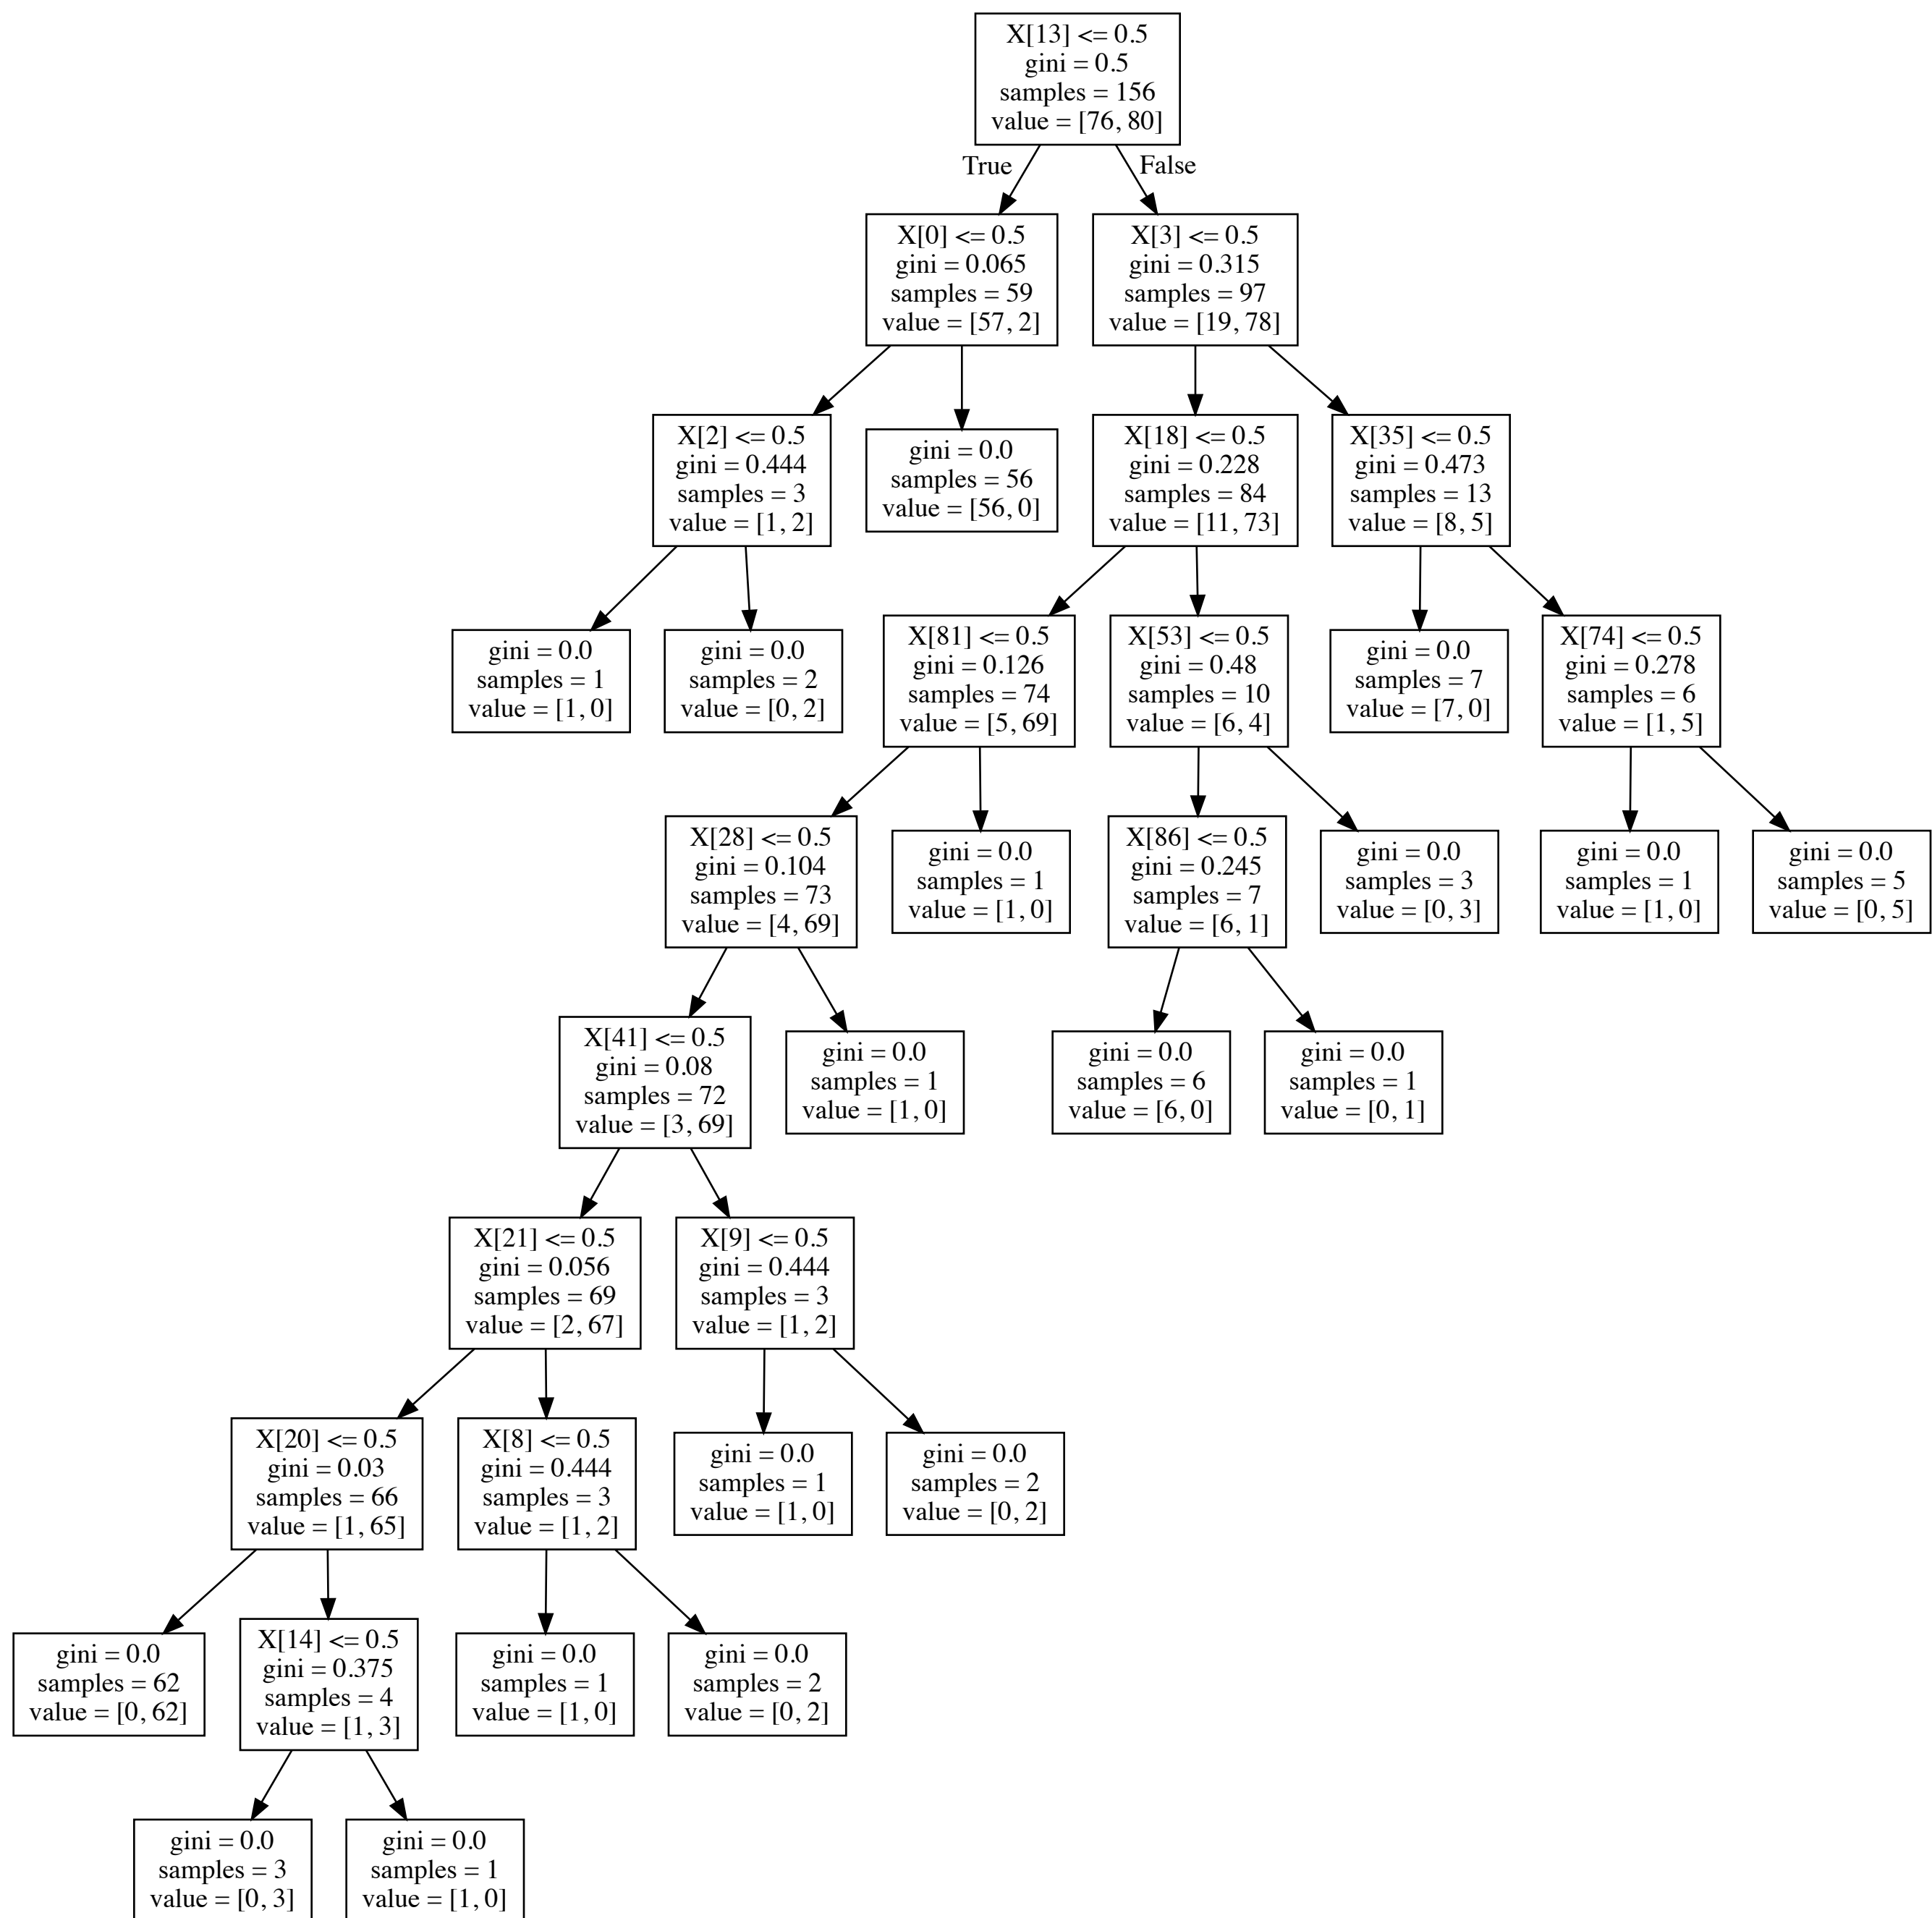 X[13] <= 0.5
gini = 0.5
samples = 156
value = [76, 80]
True
False
X[0] <= 0.5
gini = 0.065
samples = 59
value = [57, 2]
X[3] <= 0.5
gini = 0.315
samples = 97
value = [19, 78]
X[2] <= 0.5
gini = 0.444
samples = 3
value = [1, 2]
gini = 0.0
samples = 56
value = [56, 0]
X[18] <= 0.5
gini = 0.228
samples = 84
value = [11, 73]
X[35] <= 0.5
gini = 0.473
samples = 13
value = [8, 5]
gini = 0.0
samples = 1
value = [1, 0]
gini = 0.0
samples = 2
value = [0, 2]
X[81] <= 0.5
gini = 0.126
samples = 74
value = [5, 69]
X[53] <= 0.5
gini = 0.48
samples = 10
value = [6, 4]
gini = 0.0
samples = 7
value = [7, 0]
X[74] <= 0.5
gini = 0.278
samples = 6
value = [1, 5]
X[28] <= 0.5
gini = 0.104
samples = 73
value = [4, 69]
gini = 0.0
samples = 1
value = [1, 0]
X[86] <= 0.5
gini = 0.245
samples = 7
value = [6, 1]
gini = 0.0
samples = 3
value = [0, 3]
gini = 0.0
samples = 1
value = [1, 0]
gini = 0.0
samples = 5
value = [0, 5]
X[41] <= 0.5
gini = 0.08
samples = 72
value = [3, 69]
gini = 0.0
samples = 1
value = [1, 0]
gini = 0.0
samples = 6
value = [6, 0]
gini = 0.0
samples = 1
value = [0, 1]
X[21] <= 0.5
gini = 0.056
samples = 69
value = [2, 67]
X[9] <= 0.5
gini = 0.444
samples = 3
value = [1, 2]
X[20] <= 0.5
gini = 0.03
samples = 66
value = [1, 65]
X[8] <= 0.5
gini = 0.444
samples = 3
value = [1, 2]
gini = 0.0
samples = 1
value = [1, 0]
gini = 0.0
samples = 2
value = [0, 2]
gini = 0.0
samples = 62
value = [0, 62]
X[14] <= 0.5
gini = 0.375
samples = 4
value = [1, 3]
gini = 0.0
samples = 1
value = [1, 0]
gini = 0.0
samples = 2
value = [0, 2]
gini = 0.0
samples = 3
value = [0, 3]
gini = 0.0
samples = 1
value = [1, 0]